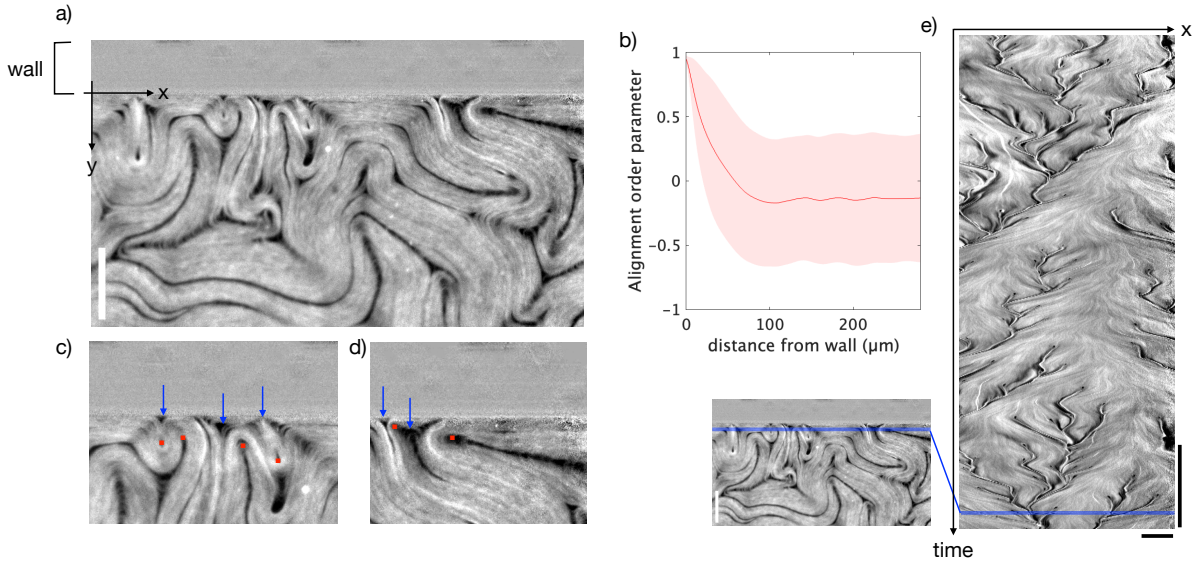 a)
wall
x
y
b)
Alignment order parameter
1
0.5
0
−0.5
−1
0
100
200
distance from wall (μm)
c)
d)
e)
x
time